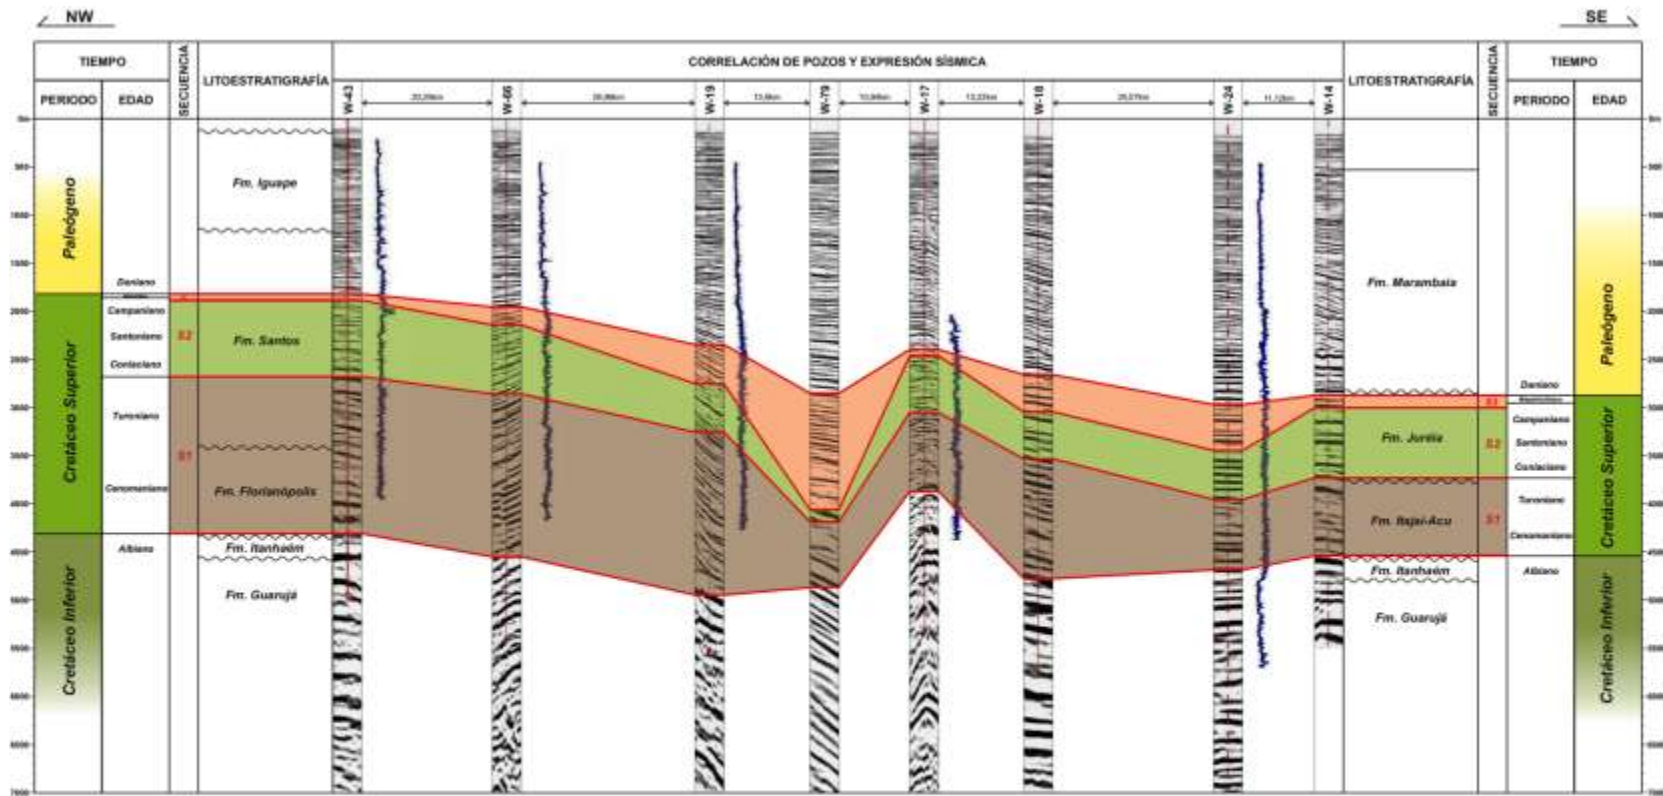 NW
SE
TIEMPO
SECUENCIA
LITOESTRATIGRAFÍA
CORRELACIÓN DE POZOS Y EXPRESIÓN SÍSMICA
LITOESTRATIGRAFÍA
SECUENCIA
TIEMPO
PERIODO
EDAD
W-43
W-66
W-19
W-79
W-17
W-18
W-24
W-14
PERIODO
EDAD
Paleógeno
Cretáceo Superior
Cretáceo Inferior
Daniano
Campaniano
Santoniano
Coniaciano
Turoniano
Cenomaniano
Albiano
S2
S1
Fm. Iguape
Fm. Santos
Fm. Florianópolis
Fm. Itanhaém
Fm. Guarujá
Fm. Marambaia
Fm. Juréia
Fm. Itajaí-Acu
Fm. Itanhaém
Fm. Guarujá
S3
S2
S1
Daniano
Campaniano
Santoniano
Coniaciano
Turoniano
Cenomaniano
Albiano
Paleógeno
Cretáceo Superior
Cretáceo Inferior